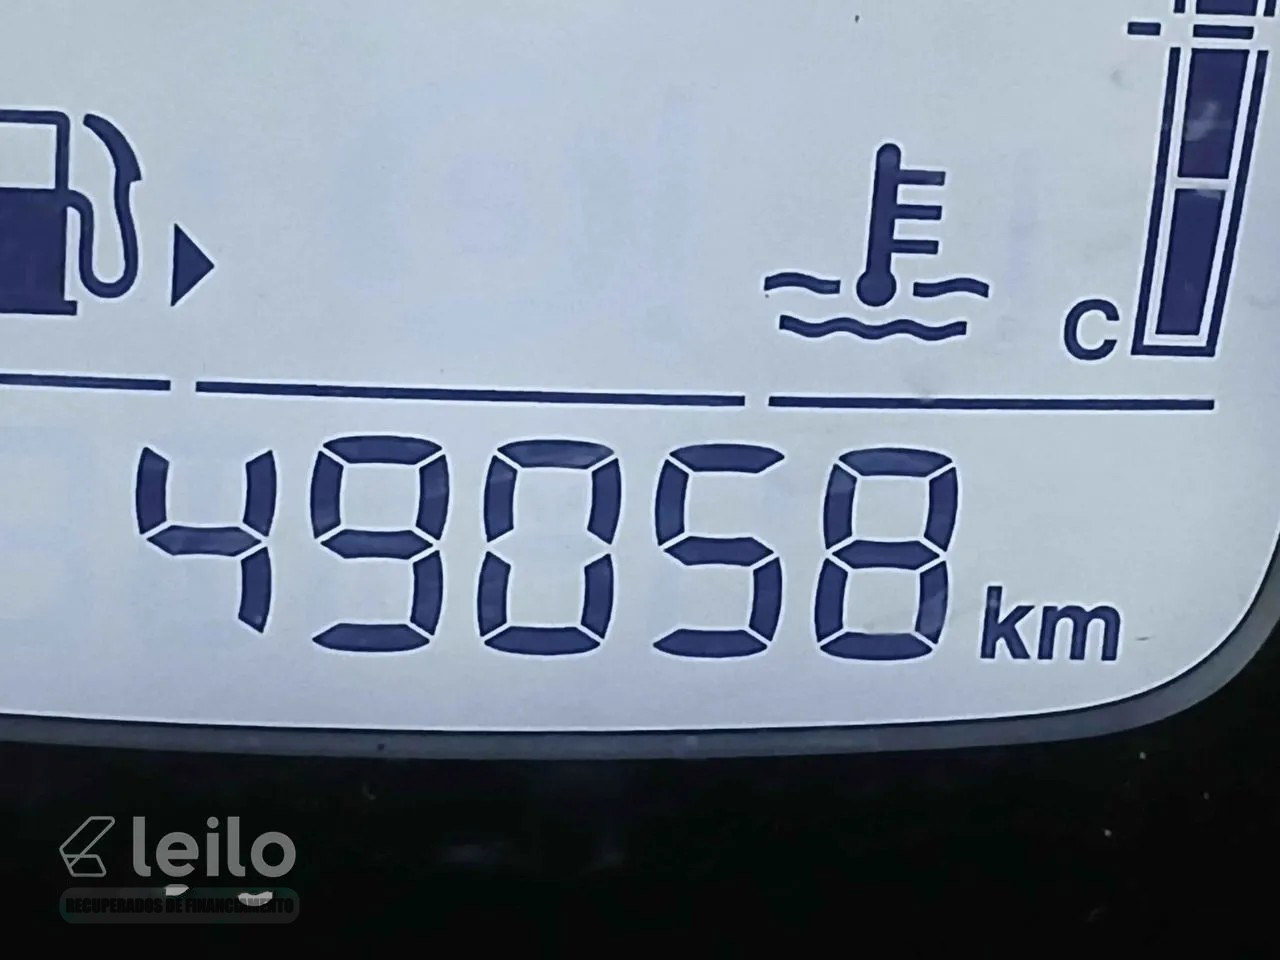 C
49058 km
leilo
RECUPERADOS DE FINANCIAMENTO